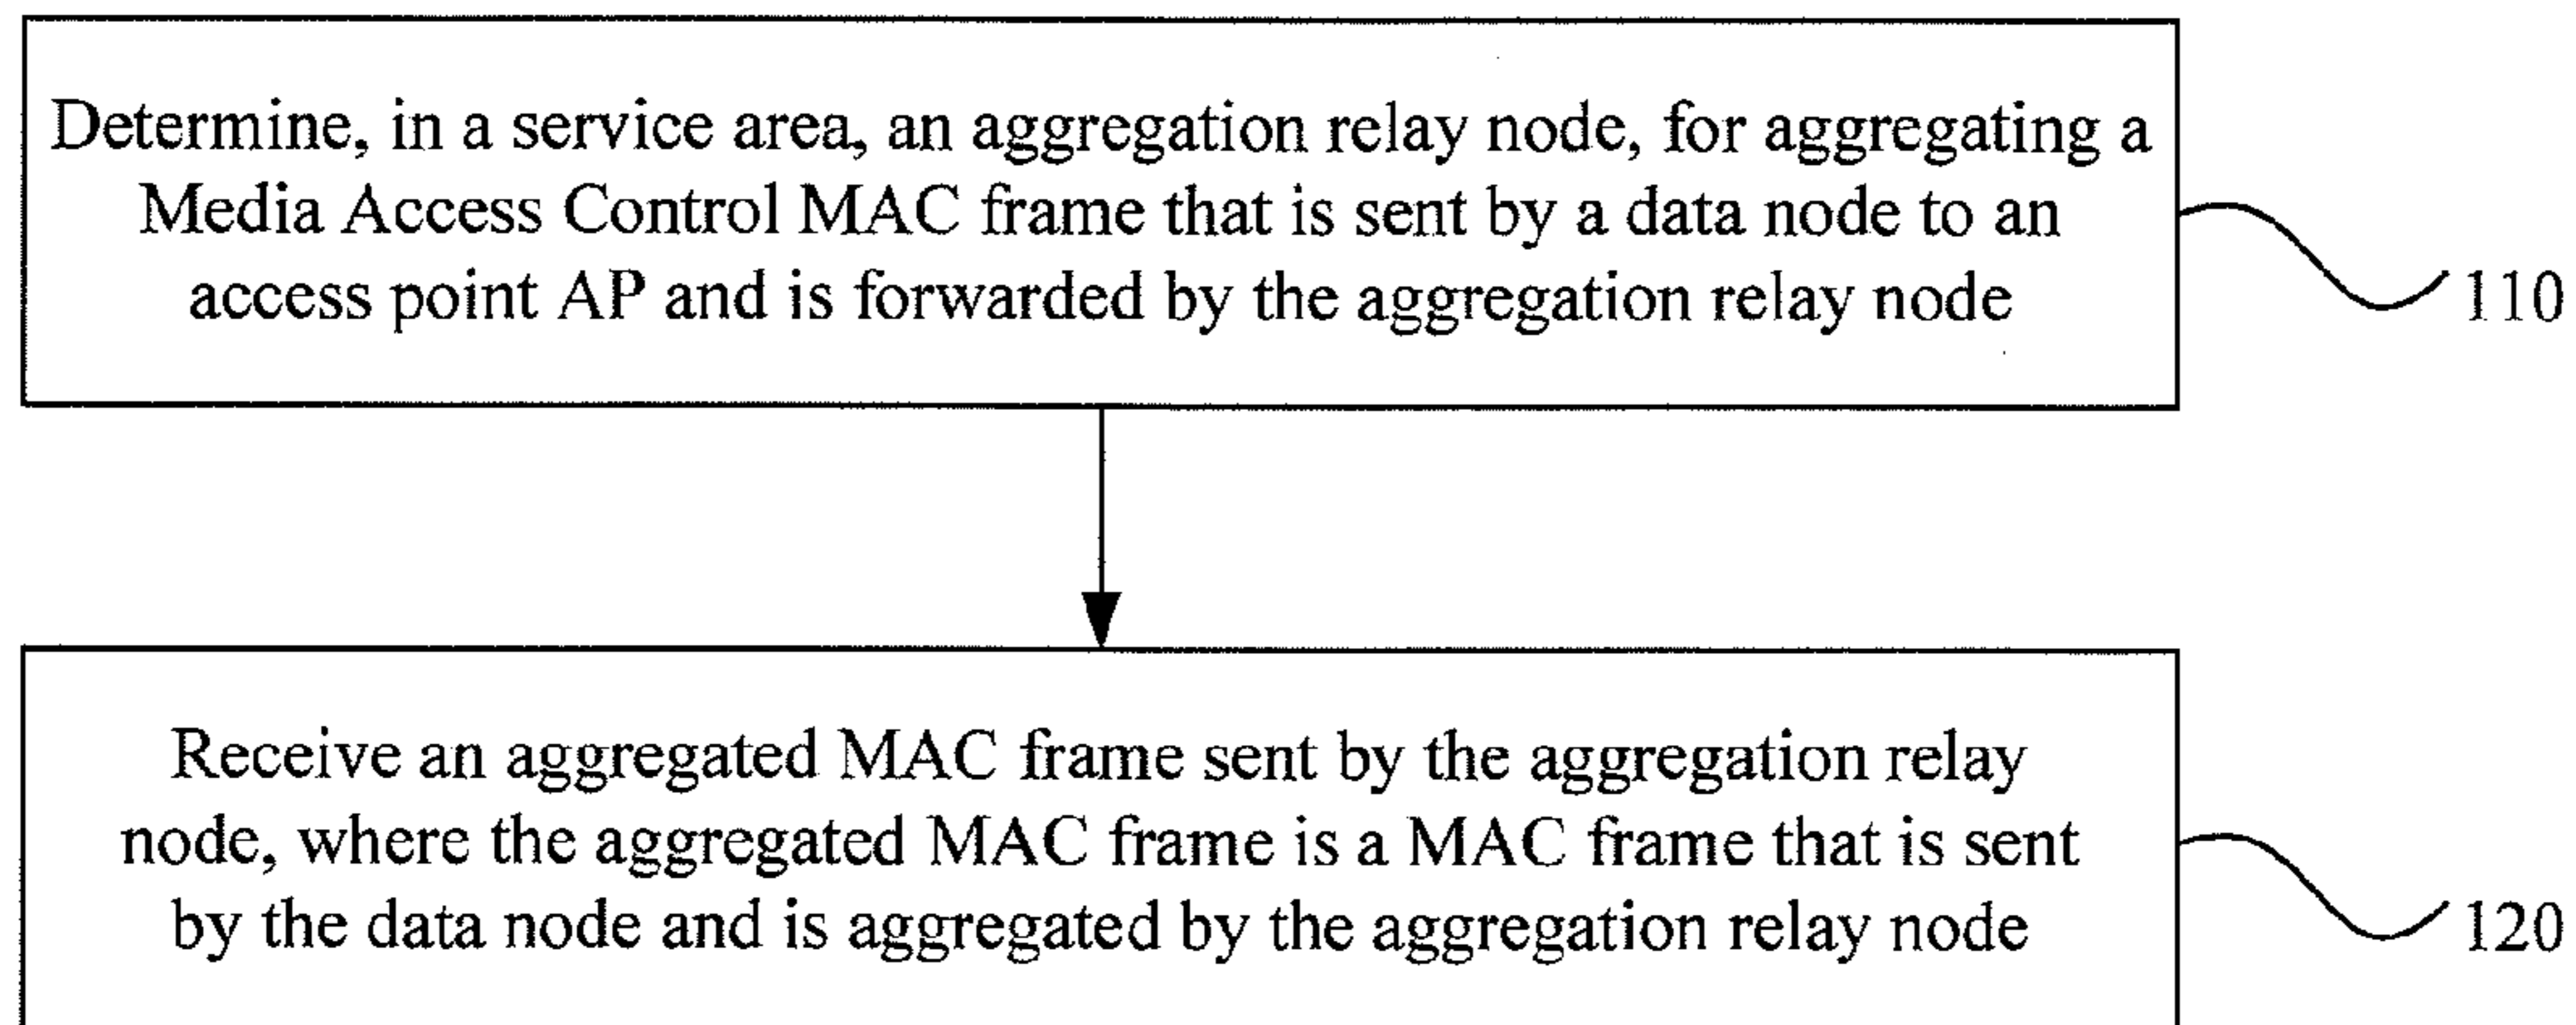 Determine, in a service area, an aggregation relay node, for aggregating a
Media Access Control MAC frame that is sent by a data node to an
access point AP and is forwarded by the aggregation relay node
110
Receive an aggregated MAC frame sent by the aggregation relay
node, where the aggregated MAC frame is a MAC frame that is sent
by the data node and is aggregated by the aggregation relay node
120